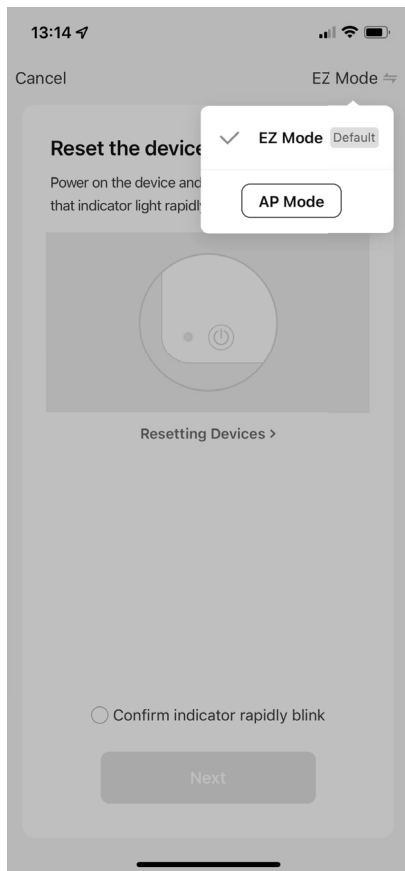 13:14
Cancel
EZ Mode
EZ Mode Default
AP Mode
Reset the device
Power on the device and
that indicator light rapidl
Resetting Devices >
Confirm indicator rapidly blink
Next